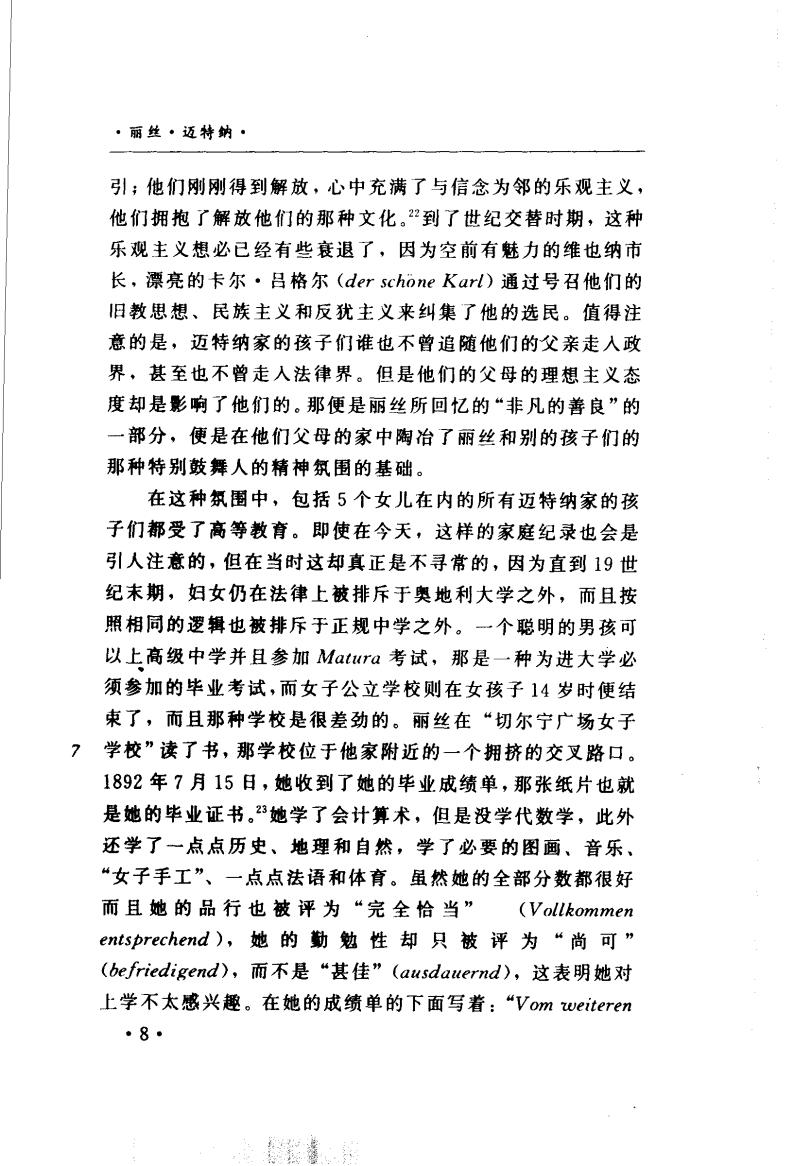 ·丽丝·迈特纳·
引；他们刚刚得到解放，心中充满了与信念为邻的乐观主义，
他们拥抱了解放他们的那种文化。²²到了世纪交替时期，这种
乐观主义想必已经有些衰退了，因为空前有魅力的维也纳市
长，漂亮的卡尔·吕格尔（der schöne Karl）通过号召他们的
旧教思想、民族主义和反犹主义来纠集了他的选民。值得注
意的是，迈特纳家的孩子们谁也不曾追随他们的父亲走入政
界，甚至也不曾走入法律界。但是他们的父母的理想主义态
度却是影响了他们的。那便是丽丝所回忆的“非凡的善良”的
一部分，便是在他们父母的家中陶冶了丽丝和别的孩子们的
那种特别鼓舞人的精神氛围的基础。
在这种氛围中，包括 5 个女儿在内的所有迈特纳家的孩
子们都受了高等教育。即使在今天，这样的家庭纪录也会是
引人注意的，但在当时这却真正是不寻常的，因为直到 19 世
纪末期，妇女仍在法律上被排斥于奥地利大学之外，而且按
照相同的逻辑也被排斥于正规中学之外。一个聪明的男孩可
以上高级中学并且参加 Matura 考试，那是一种为进大学必
须参加的毕业考试，而女子公立学校则在女孩子 14 岁时便结
束了，而且那种学校是很差劲的。丽丝在“切尔宁广场女子
7 学校”读了书，那学校位于他家附近的一个拥挤的交叉路口。
1892 年 7 月 15 日，她收到了她的毕业成绩单，那张纸片也就
是她的毕业证书。²³她学了会计算术，但是没学代数学，此外
还学了一点点历史、地理和自然，学了必要的图画、音乐、
“女子手工”、一点点法语和体育。虽然她的全部分数都很好
而且她的品行也被评为“完全恰当”（Vollkommen
entsprechend），她的勤勉性却只被评为“尚可”
（befriedigend），而不是“甚佳”（ausdauernd），这表明她对
上学不太感兴趣。在她的成绩单的下面写着：“Vom weiteren
·8·